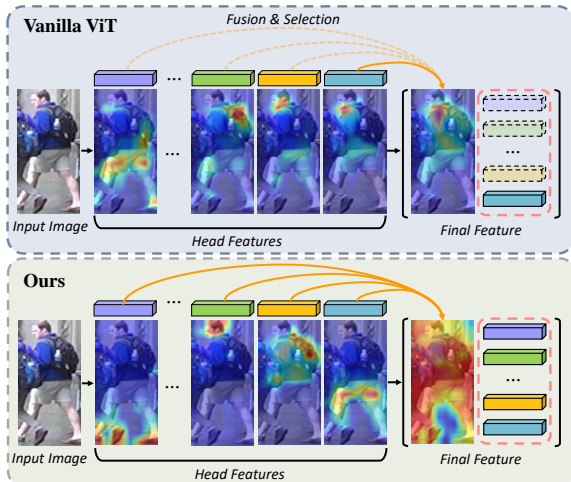 Vanilla ViT
Fusion & Selection
...
...
...
Input Image
Head Features
Final Feature
Ours
...
...
...
Input Image
Head Features
Final Feature